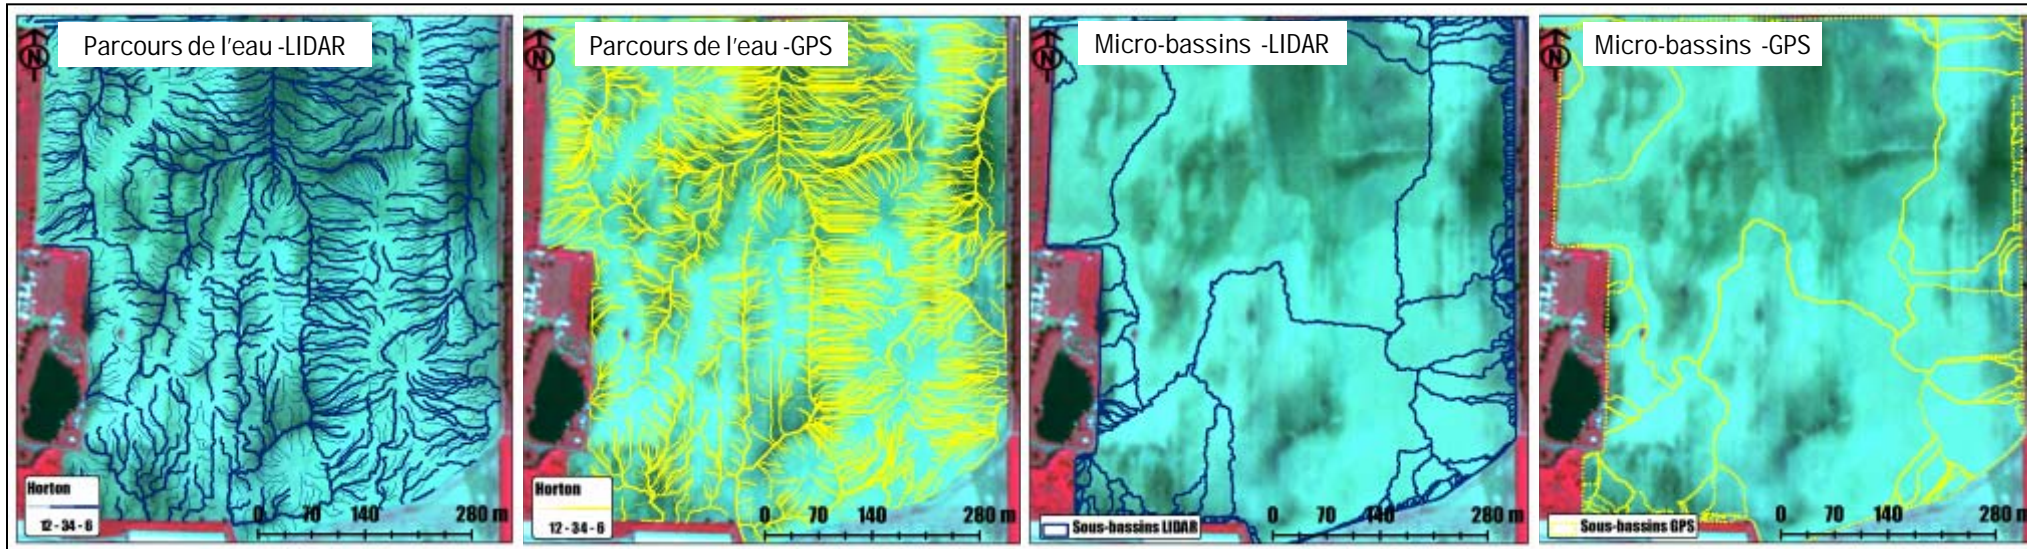 Parcours de l'eau -LIDAR
N
Horton
12 - 34 - 6
0 70 140 280 m
Parcours de l'eau -GPS
N
Horton
12 - 34 - 6
0 70 140 280 m
Micro-bassins -LIDAR
N
Sous-bassins LIDAR
0 70 140 280 m
Micro-bassins -GPS
N
Sous-bassins GPS
0 70 140 280 m